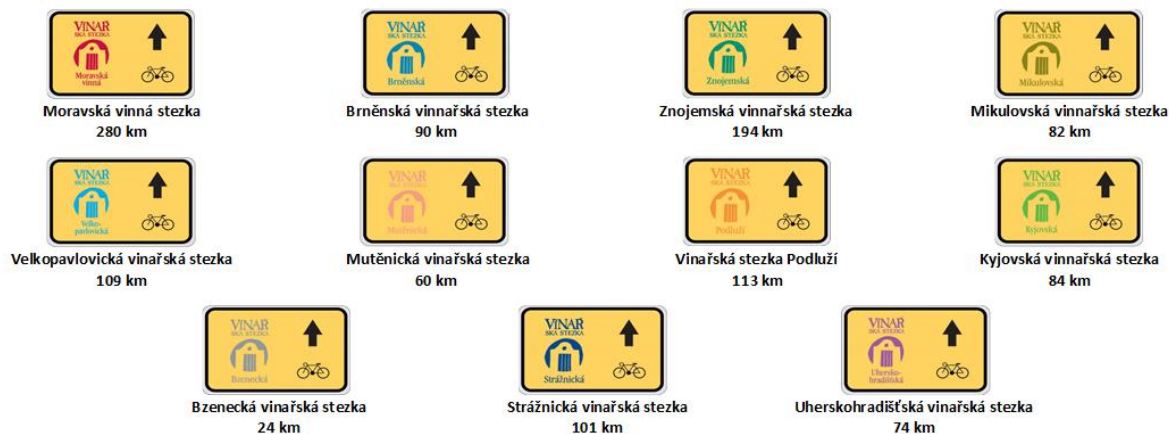 VINAŘ
SKÁ STEZKA
Moravská
vinná
Moravská vinná stezka
280 km
VINAŘ
SKÁ STEZKA
Brněnská
Brněnská vinnařská stezka
90 km
VINAŘ
SKÁ STEZKA
Znojemská
Znojemská vinnařská stezka
194 km
VINAŘ
SKÁ STEZKA
Mikulovská
Mikulovská vinnařská stezka
82 km
VINAŘ
SKÁ STEZKA
Velko-
pavlovická
Velkopavlovická vinařská stezka
109 km
VINAŘ
SKÁ STEZKA
Mutěnická
Mutěnická vinařská stezka
60 km
VINAŘ
SKÁ STEZKA
Podluží
Vinařská stezka Podluží
113 km
VINAŘ
SKÁ STEZKA
Kyjovská
Kyjovská vinnařská stezka
84 km
VINAŘ
SKÁ STEZKA
Bzenecká
Bzenecká vinařská stezka
24 km
VINAŘ
SKÁ STEZKA
Strážnická
Strážnická vinařská stezka
101 km
VINAŘ
SKÁ STEZKA
Uhersko-
hradišťská
Uherskohradišťská vinařská stezka
74 km